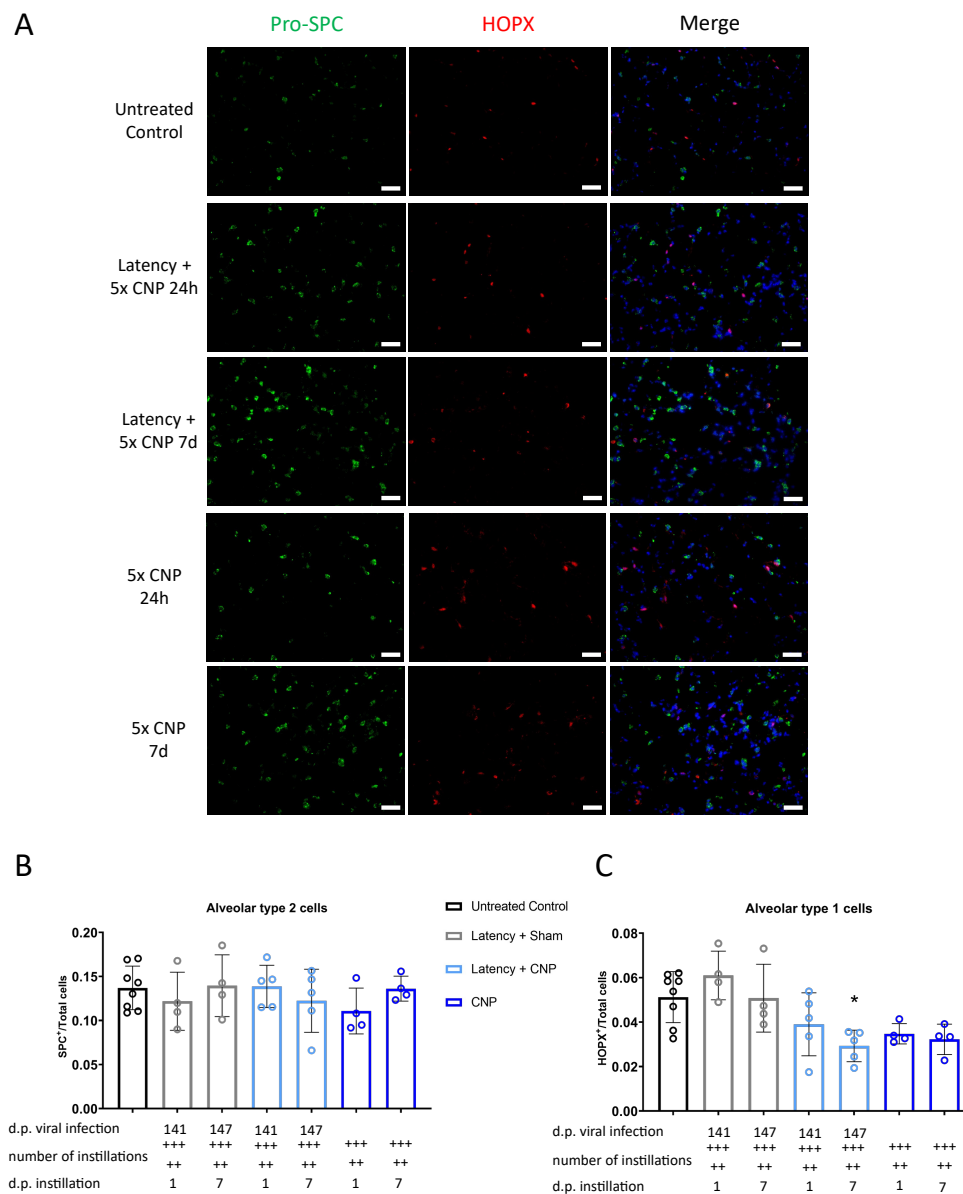 A
Pro-SPC HOPX Merge
Untreated
Control
Latency +
5x CNP 24h
Latency +
5x CNP 7d
5x CNP
24h
5x CNP
7d
B
Alveolar type 2 cells
SPC⁺/Total cells
0.20
0.15
0.10
0.05
0.00
d.p. viral infection 141 147 141 147
number of instillations +++ +++ +++ +++ +++ +++
++ ++ ++ ++ ++ ++
d.p. instillation 1 7 1 7 1 7
Untreated Control
Latency + Sham
Latency + CNP
CNP
C
Alveolar type 1 cells
HOPX⁺/Total cells
0.08
0.06
0.04
0.02
0.00
*
d.p. viral infection 141 147 141 147
number of instillations +++ +++ +++ +++ +++ +++
++ ++ ++ ++ ++ ++
d.p. instillation 1 7 1 7 1 7